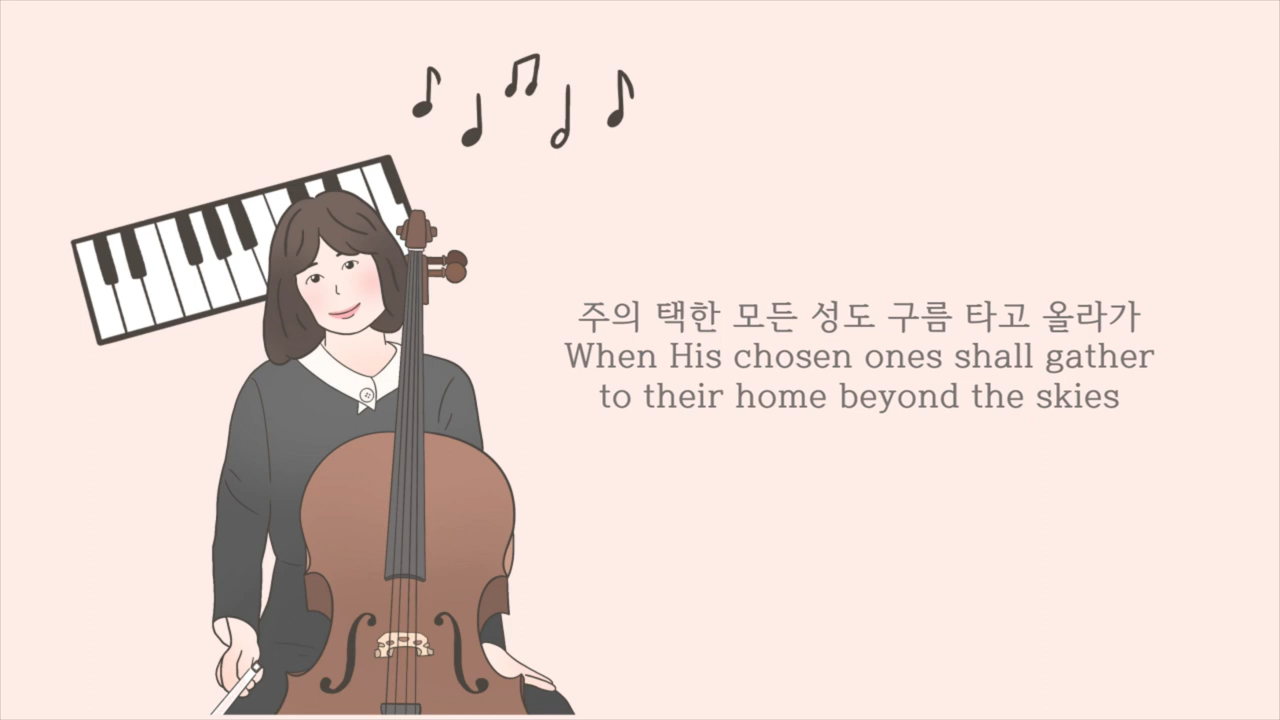 주의 택한 모든 성도 구름 타고 올라가
When His chosen ones shall gather
to their home beyond the skies